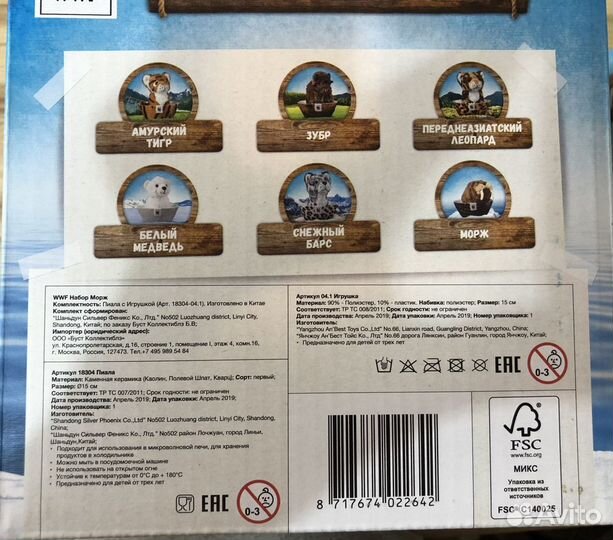 АМУРСКИЙ
ТИГР
ЗУБР
ПЕРЕДНЕАЗИАТСКИЙ
ЛЕОПАРД
БЕЛЫЙ
МЕДВЕДЬ
СНЕЖНЫЙ
БАРС
МОРЖ
WWF Набор Морж
Комплектность: Пиала с Игрушкой (Арт. 18304-04.1). Изготовлено в Китае
Комплект сформирован:
"Шаньдун Сильвер Феникс Ко., Лтд." No502 Luozhuang district, Linyi City,
Shandong, Китай; по заказу Буст Коллектиблз Б.В;
Импортер (юридический адрес):
ООО "Буст Коллектиблз"
ул. Краснопролетарская, д.16, строение 1, помещение I, этаж 4, ком.16,
г. Москва, Россия, 127473. Тел.+7 495 989 54 84
Артикул 18304 Пиала
Материал: Каменная керамика (Каолин, Полевой Шпат, Кварц); Сорт: первый;
Размер: Ø15 см
Соответствует: ТР ТС 007/2011; Срок годности: не ограничен
Дата производства: Апрель 2019; Дата упаковки: Апрель 2019;
Номер упаковщика: 1
Изготовитель:
"Shandong Silver Phoenix Co.,Ltd" No502 Luozhuang district, Linyi City, Shandong,
China;
"Шаньдун Сильвер Феникс Ко., Лтд." No502 район Лочжуан, город Линьи,
Шаньдун,Китай;
- Подходит для использования в микроволновой печи, для хранения
продуктов в холодильнике
- Можно мыть в посудомоечной машине
- Не использовать на открытом огне
- Устойчив к температурам от 0°C до + 180°C
- Предназначено для детей от трех лет
EAC
0-3
Артикул 04.1 Игрушка
Материал: 90% - Полиэстер, 10% - пластик. Набивка: полиэстер; Размер: 15 см
Соответствует: ТР ТС 008/2011; Срок годности: не ограничен
Дата производства: Апрель 2019; Дата упаковки: Апрель 2019;
Номер упаковщика: 1
Изготовитель:
"Yangzhou An'Best Toys Co.,Ltd" No.66, Lianxin road, Guangling District, Yangzhou, China;
"Янчжоу Ан'Бест Тойз Ко., Лтд" No.66 дорога Лянксин, район Гуанлин, город Янчжоу, Китай;
- Предназначено для детей от трех лет
EAC
0-3
8 717674 022642
FSC
www.fsc.org
МИКС
Упаковка из
ответственных
источников
FSC® C140025
Avito